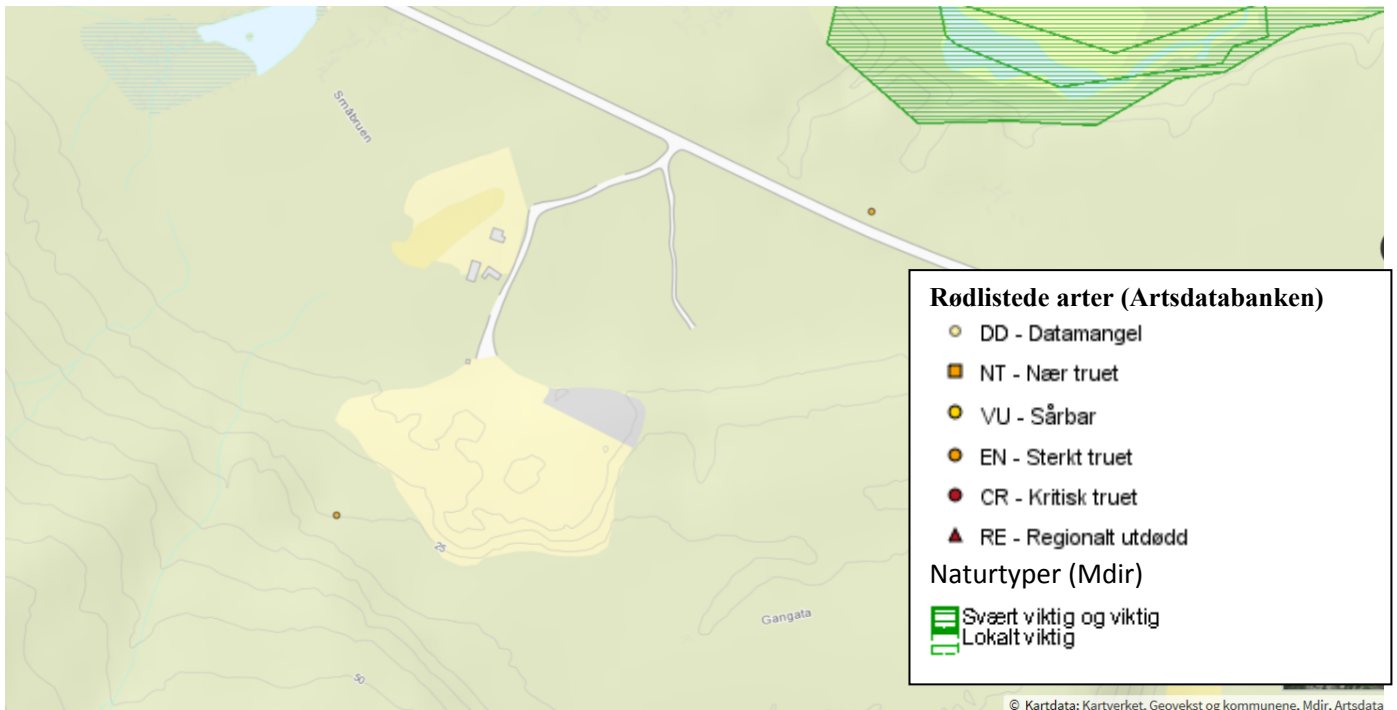 Småbruen
25
Gangata
50
Rødlistede arter (Artsdatabanken)
DD - Datamangel
NT - Nær truet
VU - Sårbar
EN - Sterkt truet
CR - Kritisk truet
RE - Regionalt utdødd
Naturtyper (Mdir)
Svært viktig og viktig
Lokalt viktig
© Kartdata: Kartverket, Geovekst og kommunene, Mdir, Artsdata